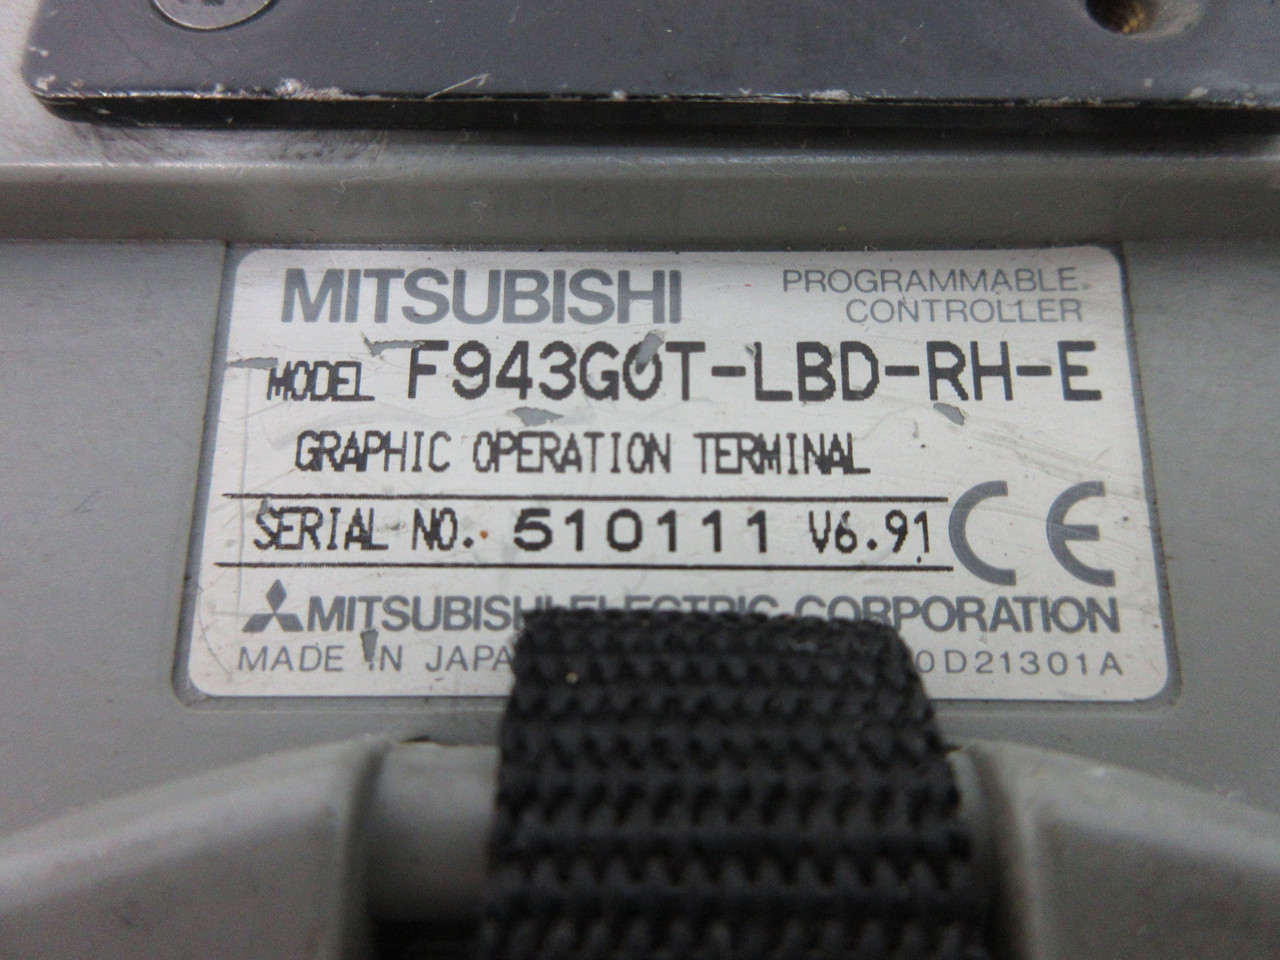 MITSUBISHI PROGRAMMABLE
CONTROLLER
MODEL F943GOT-LBD-RH-E
GRAPHIC OPERATION TERMINAL
SERIAL NO. 510111 V6.91
CE
MITSUBISHI ELECTRIC CORPORATION
MADE IN JAPA 0D21301A